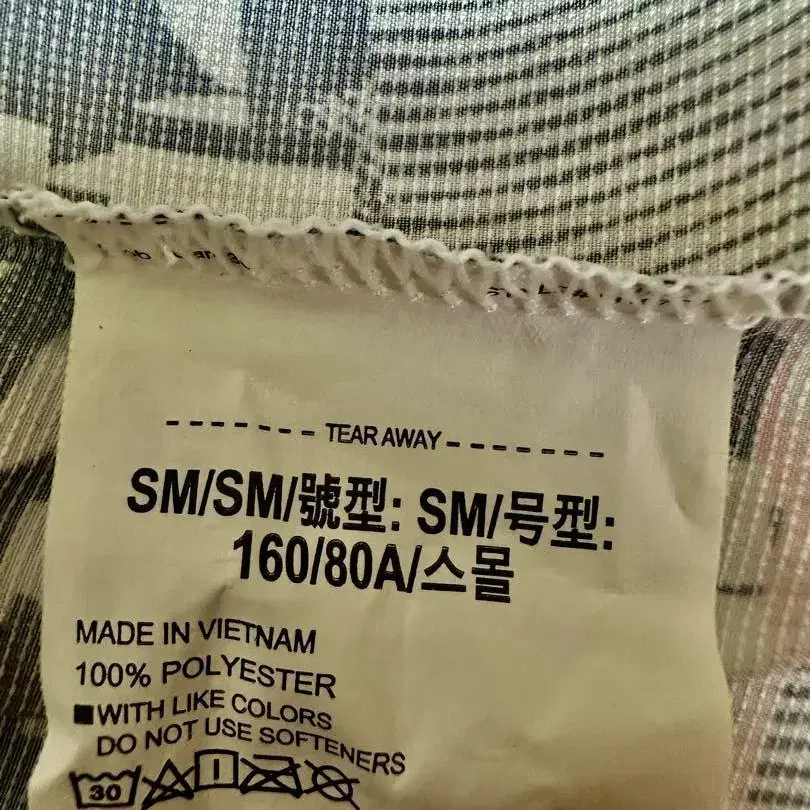 ------- TEAR AWAY -------
SM/SM/號型: SM/号型:
160/80A/스몰
MADE IN VIETNAM
100% POLYESTER
■WITH LIKE COLORS
DO NOT USE SOFTENERS
30